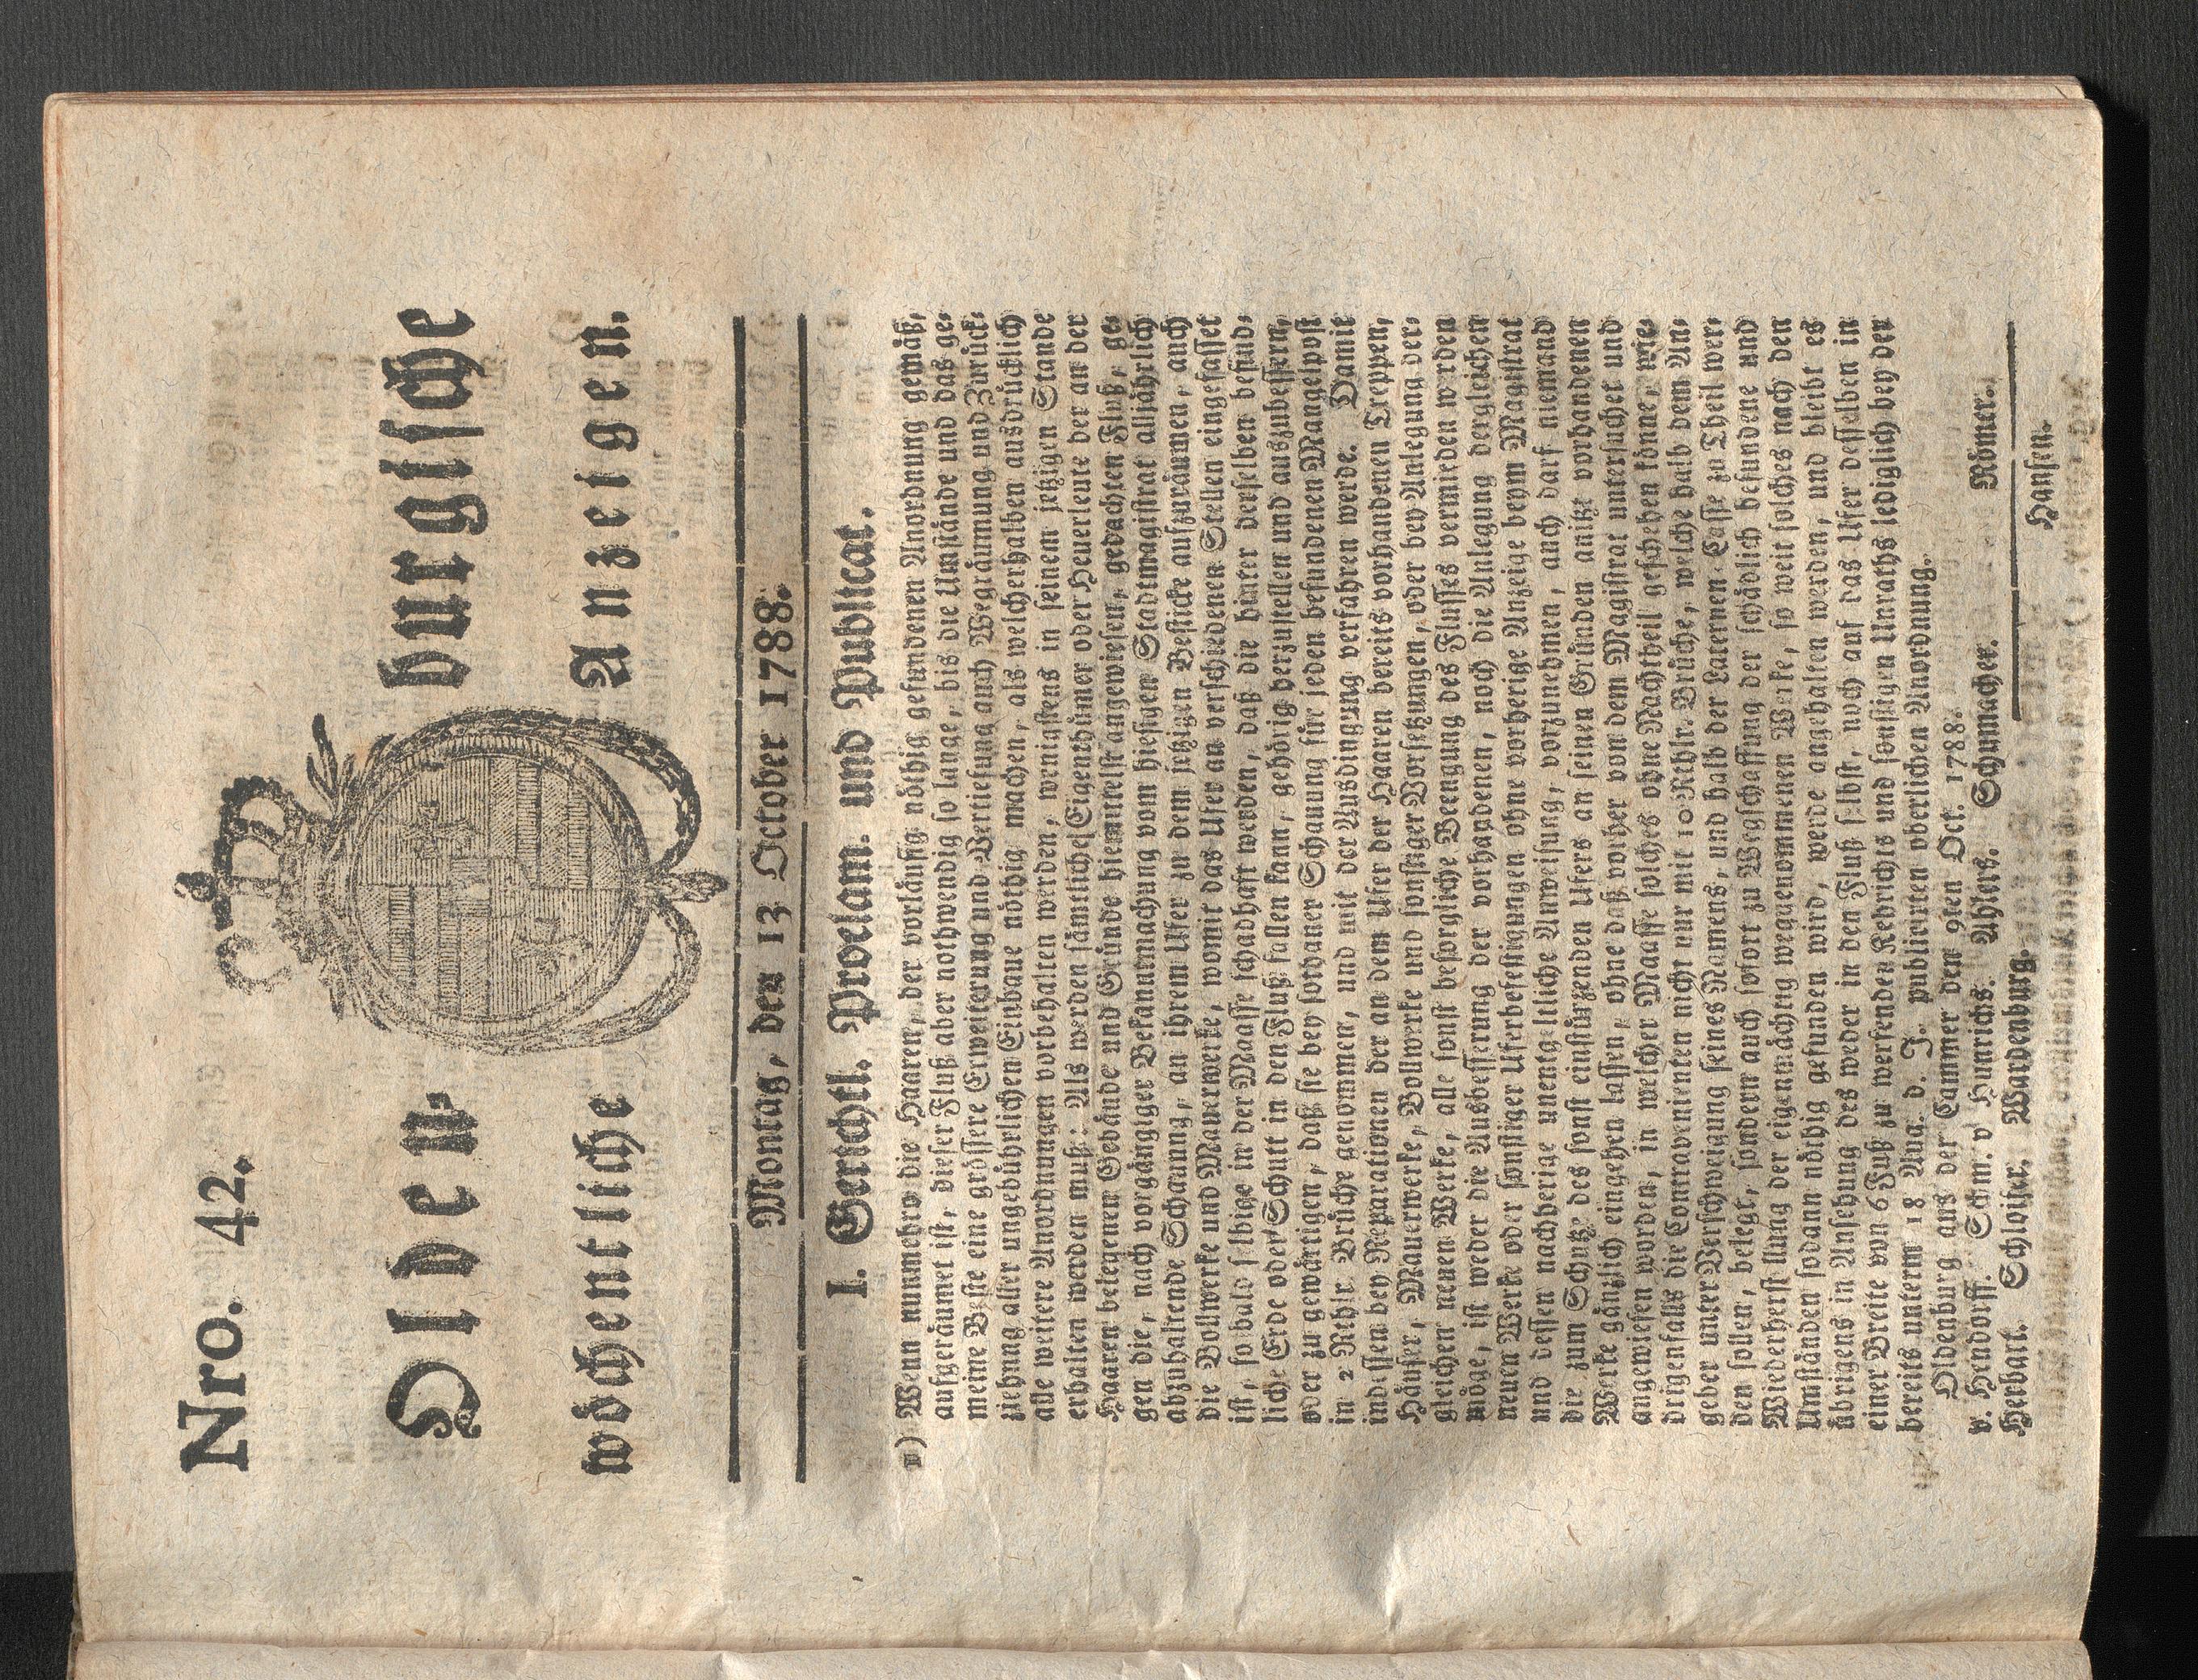 Nro. 42.
Olden- burgische
wöchentliche Anzeigen.
Montag, den 13 October 1788.
I. Gerichtl. Proclam. und Publicat.
1) Wenn nunmehro die Haaren, der vorläufig nöthig gefundenen Anordnung gemäß,
aufgeräumet ist, dieser Fluß aber nothwendig so lange, bis die Umstände und das ge-
meine Beste eine grössere Erweiterung und Vertiefung auch Wegräumung und Zurück-
ziehung aller ungebührlichen Einbaue nöthig machen, als welcherhalben ausdrücklich
alle weitere Anordnungen vorbehalten werden, wenigstens in seinem jetzigen Stande
erhalten werden muß: Als werden sämtliche Eigenthümer oder Heuerleute der an der
Haaren belegenen Gebäude und Gründe hiemittelst angewiesen, gedachten Fluß, ge-
gen die, nach vorgängiger Bekanntmachung vom hiesigen Stadtmagistrat alljährlich
abzuhaltende Schauung, an ihrem Ufer zu dem jetzigen Besticke aufzuräumen, auch
die Bollwerke und Mauerwerke, womit das Ufer an verschiedenen Stellen eingefasset
ist, so bald selbige in der Maasse schadhaft werden, daß die hinter derselben befind-
liche Erde oder Schutt in den Fluß fallen kann, gehörig herzustellen und auszubessern,
oder zu gewärtigen, daß sie bey sothaner Schauung für jeden befundenen Mangelpost
in 2 Rthlr. Brüche genommen, und mit der Ausdingung verfahren werde. Damit
indessen bey Reparationen der an dem Ufer der Haaren bereits vorhandenen Treppen,
Häuser, Mauerwerke, Bollwerke und sonstiger Vorsetzungen, oder bey Anlegung der-
gleichen neuen Werke, alle sonst besorgliche Beengung des Flusses vermieden werden
möge, ist weder die Ausbesserung der vorhandenen, noch die Anlegung dergleichen
neuen Werke oder sonstiger Uferbefestigungen ohne vorherige Anzeige beym Magistrat
und dessen nachherige unentgeltliche Anweisung, vorzunehmen, auch darf niemand
die zum Schutze des sonst einstürzenden Ufers an seinen Gründen anitzt vorhandenen
Werke gänzlich eingehen lassen, ohne daß vorher von dem Magistrat untersuchet und
angewiesen worden, in welcher Maasse solches ohne Nachtheil geschehen könne, wie-
drigenfalls die Contravenienten nicht nur mit 10 Rthlr. Brüche, welche halb dem An-
geber unter Verschweigung seines Namens, und halb der Laternen-Casse zu Theil wer-
den sollen, belegt, sondern auch sofort zu Wegschaffung der schädlich befundene und
Wiederherstellung der eigenmächtig weggenommenen Werke, so weit solches nach den
Umständen sodann nöthig gefunden wird, werde angehalten werden, und bleibt es
übrigens in Ansehung des weder in den Fluß selbst, noch auf das Ufer desselben in
einer Breite von 6 Fuß zu werfenden Kehrichts und sonstigen Unraths lediglich bey der
bereits unterm 18 Aug. d. J. publicirten oberlichen Anordnung.
Oldenburg aus der Cammer den 9ten Oct. 1788.
v. Hendorff. Schm. v Hunrichs. Ahlers. Schumacher. Römer.
Herbart. Schloifer. Wardenburg. Hansen.